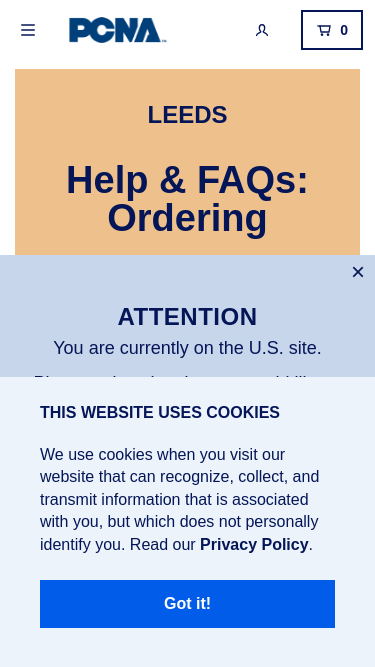 PCNA
0
LEEDS
Help & FAQs:
Ordering
ATTENTION
You are currently on the U.S. site.
THIS WEBSITE USES COOKIES
We use cookies when you visit our
website that can recognize, collect, and
transmit information that is associated
with you, but which does not personally
identify you. Read our Privacy Policy.
Got it!